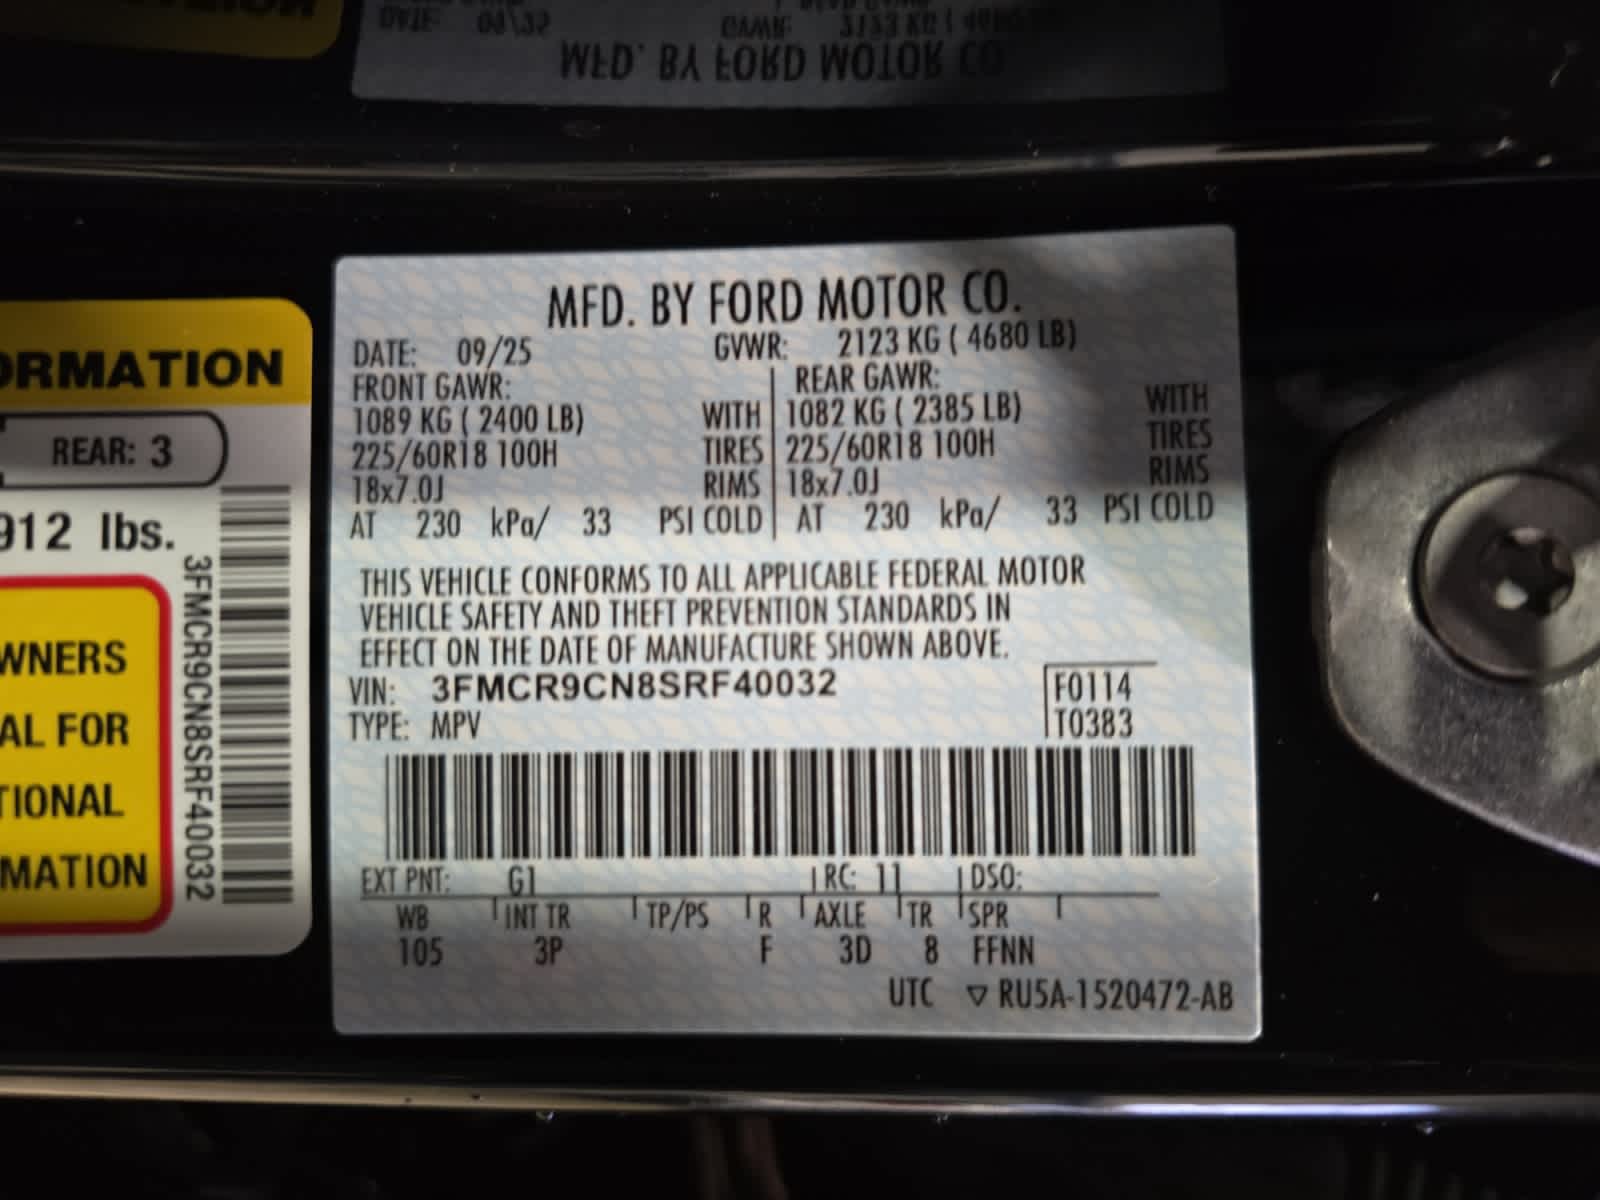 MFD. BY FORD MOTOR CO
MFD. BY FORD MOTOR CO.
DATE: 09/25 GVWR: 2123 KG ( 4680 LB)
FRONT GAWR: REAR GAWR:
1089 KG ( 2400 LB) WITH 1082 KG ( 2385 LB) WITH
225/60R18 100H TIRES 225/60R18 100H TIRES
18x7.0J RIMS 18x7.0J RIMS
AT 230 kPa/ 33 PSI COLD AT 230 kPa/ 33 PSI COLD
THIS VEHICLE CONFORMS TO ALL APPLICABLE FEDERAL MOTOR
VEHICLE SAFETY AND THEFT PREVENTION STANDARDS IN
EFFECT ON THE DATE OF MANUFACTURE SHOWN ABOVE.
VIN: 3FMCR9CN8SRF40032 F0114
TYPE: MPV T0383
EXT PNT: G1 RC: 11 DSO:
WB INT TR TP/PS R AXLE TR SPR
105 3P F 3D 8 FFNN
UTC ▽ RU5A-1520472-AB
ORMATION
REAR: 3
912 lbs.
3FMCR9CN8SRF40032
WNERS
AL FOR
TIONAL
MATION